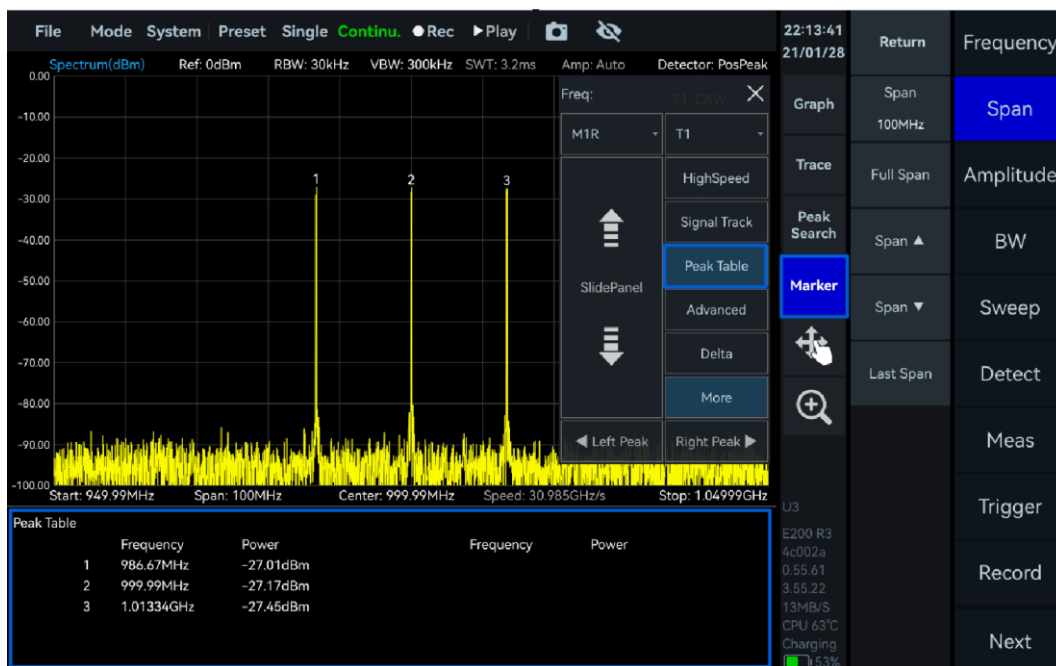 File Mode System Preset Single Continu. Rec Play
22:13:41
21/01/28
Spectrum(dBm) Ref: 0dBm RBW: 30kHz VBW: 300kHz SWT: 3.2ms Amp: Auto Detector: PosPeak
0.00
-10.00
-20.00
-30.00
-40.00
-50.00
-60.00
-70.00
-80.00
-90.00
-100.00
1 2 3
Start: 949.99MHz Span: 100MHz Center: 999.99MHz Speed: 30.985GHz/s Stop: 1.04999GHz
Freq: T1 C&W
M1R T1
SlidePanel
HighSpeed
Signal Track
Peak Table
Advanced
Delta
More
Left Peak Right Peak
Peak Table
Frequency Power Frequency Power
1 986.67MHz -27.01dBm
2 999.99MHz -27.17dBm
3 1.01334GHz -27.45dBm
Graph
Trace
Peak
Search
Marker
U3
E200 R3
4c002a
0.55.61
3.55.22
13MB/S
CPU 63℃
Charging
53%
Return
Span
100MHz
Full Span
Span ▲
Span ▼
Last Span
Frequency
Span
Amplitude
BW
Sweep
Detect
Meas
Trigger
Record
Next